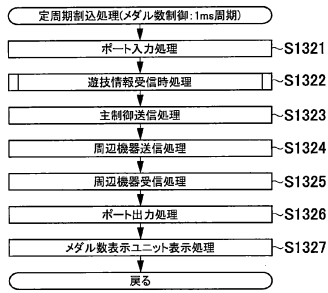 定周期割込処理(メダル数制御:1ms周期)
ポート入力処理 ~S1321
遊技情報受信時処理 ~S1322
主制御送信処理 ~S1323
周辺機器送信処理 ~S1324
周辺機器受信処理 ~S1325
ポート出力処理 ~S1326
メダル数表示ユニット表示処理 ~S1327
戻る